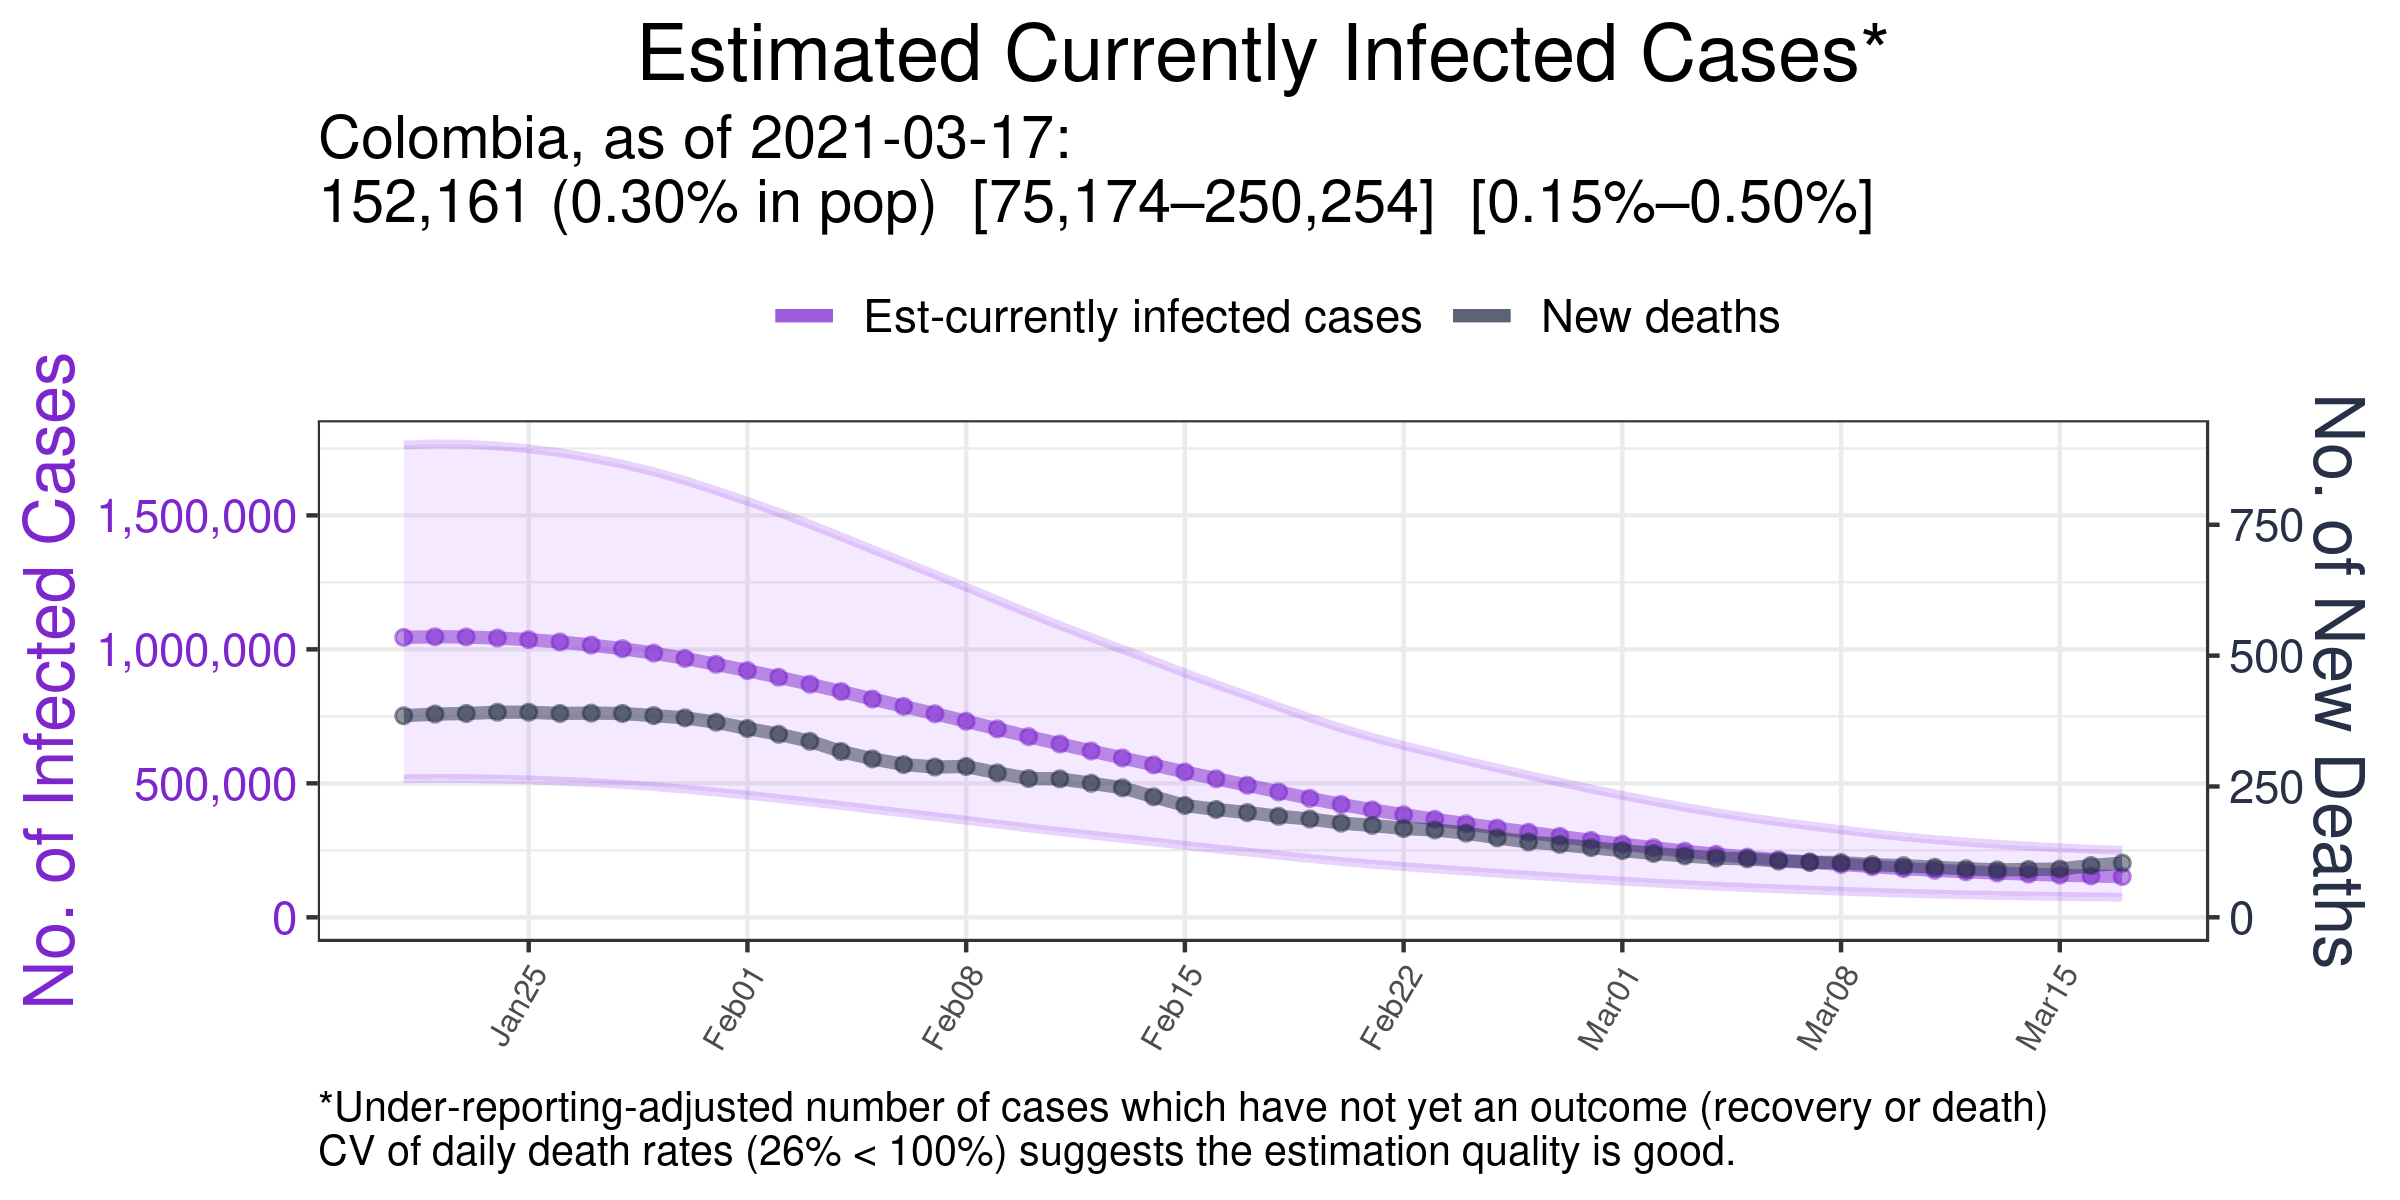 Estimated Currently Infected Cases*
Colombia, as of 2021-03-17:
152,161 (0.30% in pop)  [75,174–250,254]  [0.15%–0.50%]
Est-currently infected cases
New deaths
No. of Infected Cases
1,500,000
1,000,000
500,000
0
No. of New Deaths
750
500
250
0
Jan25
Feb01
Feb08
Feb15
Feb22
Mar01
Mar08
Mar15
*Under-reporting-adjusted number of cases which have not yet an outcome (recovery or death)
CV of daily death rates (26% < 100%) suggests the estimation quality is good.